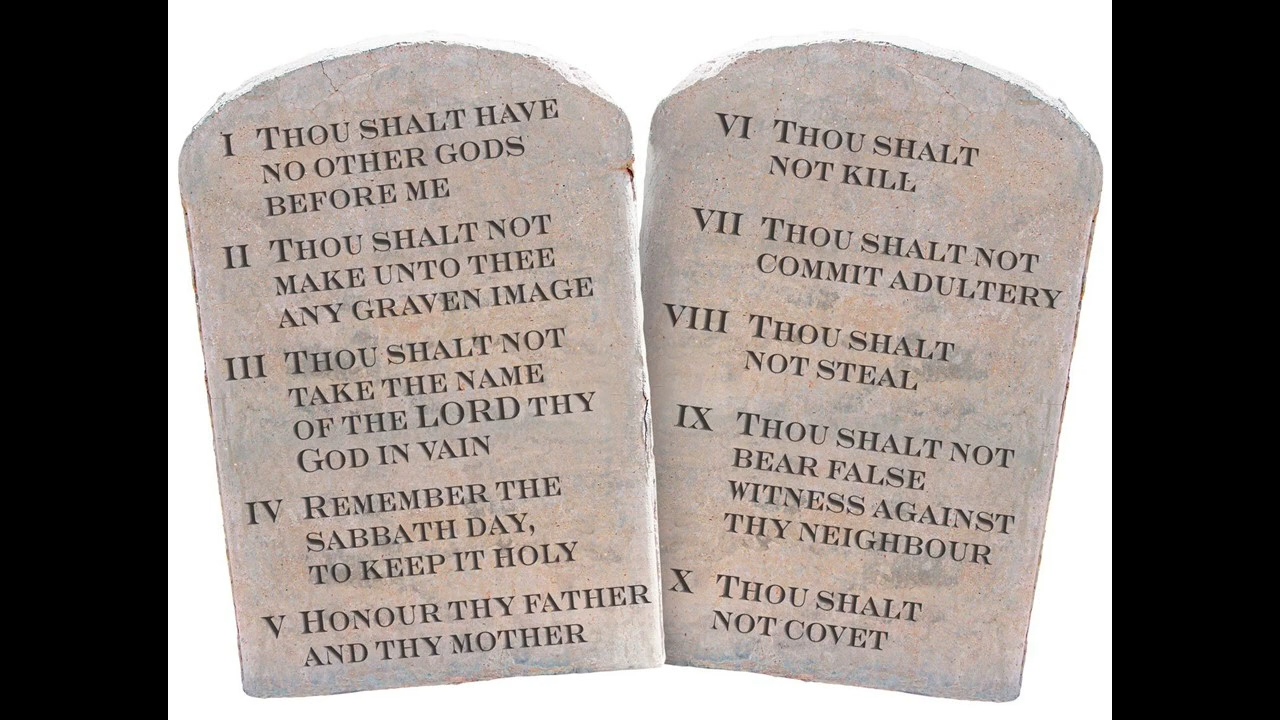 I THOU SHALT HAVE
NO OTHER GODS
BEFORE ME
II THOU SHALT NOT
MAKE UNTO THEE
ANY GRAVEN IMAGE
III THOU SHALT NOT
TAKE THE NAME
OF THE LORD THY
GOD IN VAIN
IV REMEMBER THE
SABBATH DAY,
TO KEEP IT HOLY
V HONOUR THY FATHER
AND THY MOTHER
VI THOU SHALT
NOT KILL
VII THOU SHALT NOT
COMMIT ADULTERY
VIII THOU SHALT
NOT STEAL
IX THOU SHALT NOT
BEAR FALSE
WITNESS AGAINST
THY NEIGHBOUR
X THOU SHALT
NOT COVET